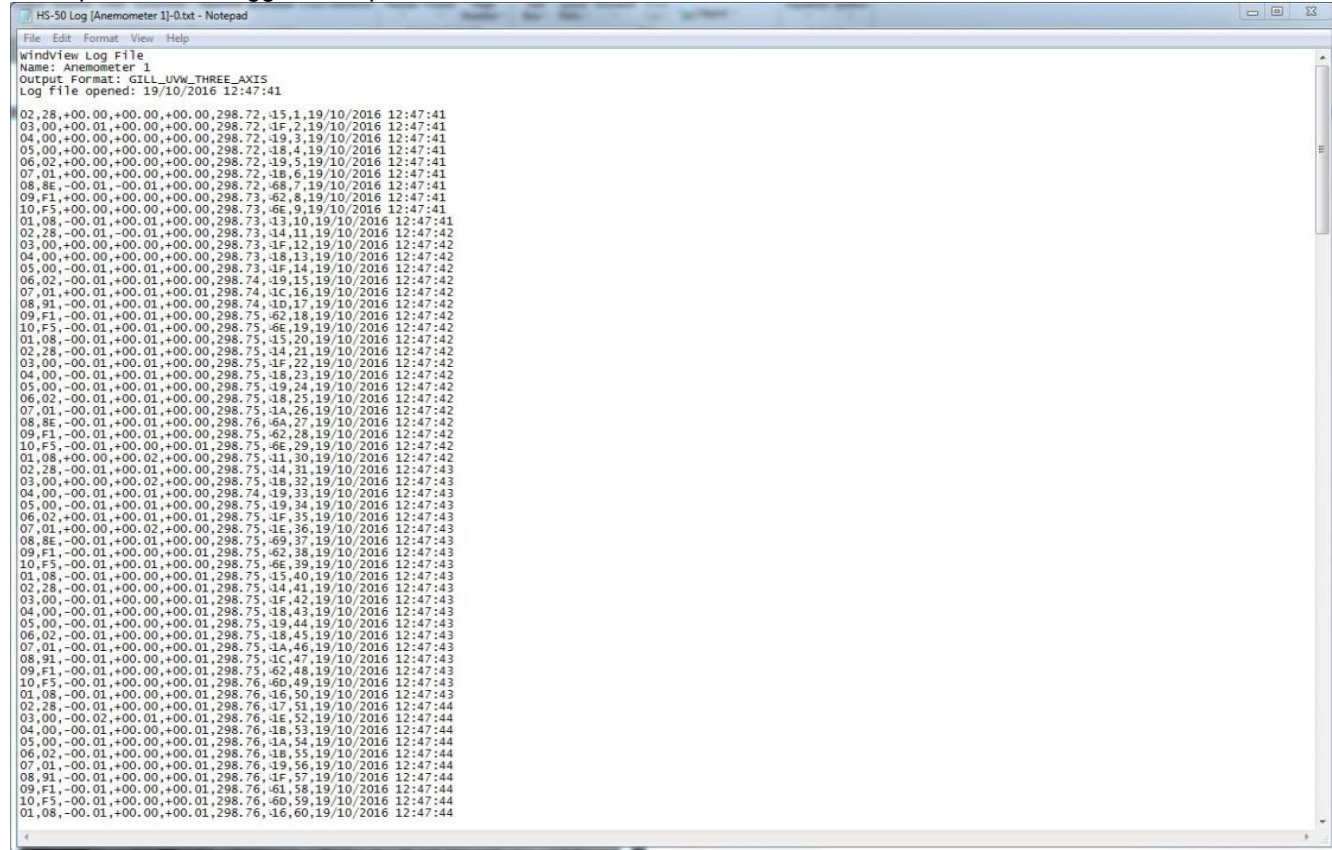 HS-50 Log [Anemometer 1]-0.txt - Notepad
File Edit Format View Help
WindView Log File
Name: Anemometer 1
Output Format: GILL_UVW_THREE_AXIS
Log file opened: 19/10/2016 12:47:41
02,28,+00.00,+00.00,+00.00,298.72,15,1,19/10/2016 12:47:41
03,00,+00.01,+00.00,+00.00,298.72,1F,2,19/10/2016 12:47:41
04,00,+00.00,+00.00,+00.00,298.72,19,3,19/10/2016 12:47:41
05,00,+00.00,+00.00,+00.00,298.72,18,4,19/10/2016 12:47:41
06,02,+00.00,+00.00,+00.00,298.72,19,5,19/10/2016 12:47:41
07,01,+00.00,+00.00,+00.00,298.72,1B,6,19/10/2016 12:47:41
08,8E,-00.01,-00.01,+00.00,298.72,68,7,19/10/2016 12:47:41
09,F1,+00.00,+00.00,+00.00,298.73,62,8,19/10/2016 12:47:41
10,F5,+00.00,+00.00,+00.00,298.73,6E,9,19/10/2016 12:47:41
01,08,-00.01,+00.01,+00.00,298.73,13,10,19/10/2016 12:47:41
02,28,-00.01,-00.01,+00.00,298.73,14,11,19/10/2016 12:47:42
03,00,+00.00,+00.00,+00.00,298.73,1F,12,19/10/2016 12:47:42
04,00,+00.00,+00.00,+00.00,298.73,18,13,19/10/2016 12:47:42
05,00,-00.01,+00.01,+00.00,298.73,1F,14,19/10/2016 12:47:42
06,02,-00.01,+00.01,+00.00,298.74,19,15,19/10/2016 12:47:42
07,01,+00.01,+00.01,+00.00,298.74,1C,16,19/10/2016 12:47:42
08,91,-00.01,+00.01,+00.00,298.74,1D,17,19/10/2016 12:47:42
09,F1,-00.01,+00.01,+00.00,298.75,62,18,19/10/2016 12:47:42
10,F5,-00.01,+00.01,+00.00,298.75,6E,19,19/10/2016 12:47:42
01,08,-00.01,+00.01,+00.00,298.75,15,20,19/10/2016 12:47:42
02,28,-00.01,+00.01,+00.00,298.75,14,21,19/10/2016 12:47:42
03,00,-00.01,+00.01,+00.00,298.75,1F,22,19/10/2016 12:47:42
04,00,-00.01,+00.01,+00.00,298.75,18,23,19/10/2016 12:47:42
05,00,-00.01,+00.01,+00.00,298.75,19,24,19/10/2016 12:47:42
06,02,-00.01,+00.01,+00.00,298.75,18,25,19/10/2016 12:47:42
07,01,-00.01,+00.01,+00.00,298.75,1A,26,19/10/2016 12:47:42
08,8E,-00.01,+00.01,+00.00,298.76,6A,27,19/10/2016 12:47:42
09,F1,-00.01,+00.01,+00.00,298.75,62,28,19/10/2016 12:47:42
10,F5,-00.01,+00.00,+00.01,298.75,6E,29,19/10/2016 12:47:42
01,08,+00.00,+00.02,+00.00,298.75,11,30,19/10/2016 12:47:42
02,28,-00.01,+00.01,+00.00,298.75,14,31,19/10/2016 12:47:43
03,00,+00.00,+00.02,+00.00,298.75,1B,32,19/10/2016 12:47:43
04,00,-00.01,+00.01,+00.00,298.74,19,33,19/10/2016 12:47:43
05,00,-00.01,+00.01,+00.00,298.75,19,34,19/10/2016 12:47:43
06,02,+00.01,+00.01,+00.01,298.75,1F,35,19/10/2016 12:47:43
07,01,+00.00,+00.02,+00.00,298.75,1E,36,19/10/2016 12:47:43
08,8E,-00.01,+00.01,+00.00,298.75,69,37,19/10/2016 12:47:43
09,F1,-00.01,+00.00,+00.01,298.75,62,38,19/10/2016 12:47:43
10,F5,-00.01,+00.01,+00.00,298.75,6E,39,19/10/2016 12:47:43
01,08,-00.01,+00.00,+00.01,298.75,15,40,19/10/2016 12:47:43
02,28,-00.01,+00.00,+00.01,298.75,14,41,19/10/2016 12:47:43
03,00,-00.01,+00.00,+00.01,298.75,1F,42,19/10/2016 12:47:43
04,00,-00.01,+00.00,+00.01,298.75,18,43,19/10/2016 12:47:43
05,00,-00.01,+00.00,+00.01,298.75,19,44,19/10/2016 12:47:43
06,02,-00.01,+00.00,+00.01,298.75,18,45,19/10/2016 12:47:43
07,01,-00.01,+00.00,+00.01,298.75,1A,46,19/10/2016 12:47:43
08,91,-00.01,+00.00,+00.01,298.75,1C,47,19/10/2016 12:47:43
09,F1,-00.01,+00.00,+00.01,298.75,62,48,19/10/2016 12:47:43
10,F5,-00.01,+00.00,+00.01,298.76,6D,49,19/10/2016 12:47:43
01,08,-00.01,+00.00,+00.01,298.76,16,50,19/10/2016 12:47:43
02,28,-00.01,+00.00,+00.01,298.76,17,51,19/10/2016 12:47:44
03,00,-00.02,+00.01,+00.01,298.76,1E,52,19/10/2016 12:47:44
04,00,-00.01,+00.00,+00.01,298.76,1B,53,19/10/2016 12:47:44
05,00,-00.01,+00.00,+00.01,298.76,1A,54,19/10/2016 12:47:44
06,02,-00.01,+00.00,+00.01,298.76,1B,55,19/10/2016 12:47:44
07,01,-00.01,+00.00,+00.01,298.76,19,56,19/10/2016 12:47:44
08,91,-00.01,+00.00,+00.01,298.76,1F,57,19/10/2016 12:47:44
09,F1,-00.01,+00.00,+00.01,298.76,61,58,19/10/2016 12:47:44
10,F5,-00.01,+00.00,+00.01,298.76,6D,59,19/10/2016 12:47:44
01,08,-00.01,+00.00,+00.01,298.76,16,60,19/10/2016 12:47:44